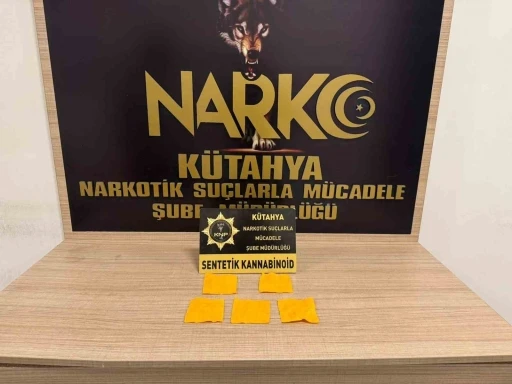 NARKO
KÜTAHYA
NARKOTİK SUÇLARLA MÜCADELE
ŞUBE MÜDÜRLÜĞÜ
KÜTAHYA
NARKOTİK SUÇLARLA
MÜCADELE
ŞUBE MÜDÜRLÜĞÜ
SENTETİK KANNABİNOİD